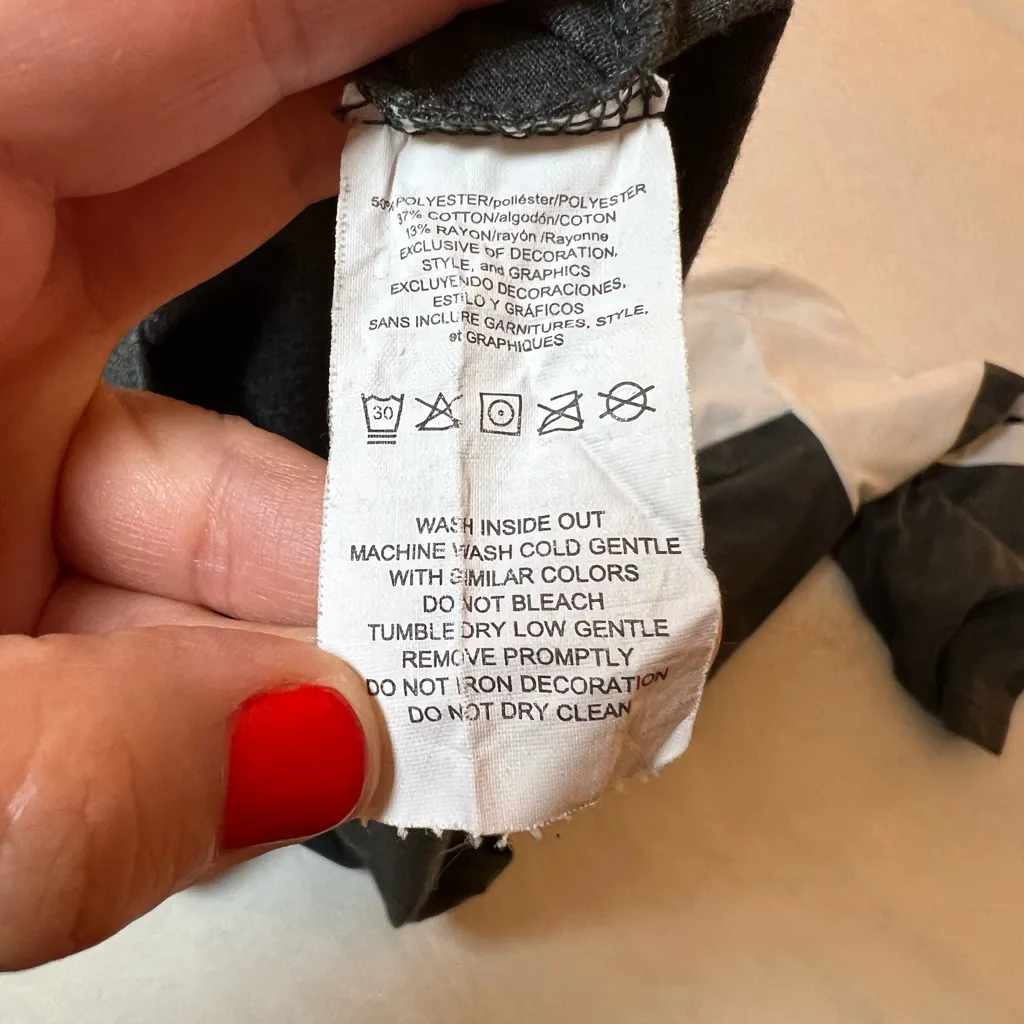 50% POLYESTER/poliéster/POLYESTER
37% COTTON/algodón/COTON
13% RAYON/rayón /Rayonne
EXCLUSIVE OF DECORATION,
STYLE, and GRAPHICS
EXCLUYENDO DECORACIONES,
ESTILO Y GRÁFICOS
SANS INCLURE GARNITURES, STYLE,
et GRAPHIQUES
30
WASH INSIDE OUT
MACHINE WASH COLD GENTLE
WITH SIMILAR COLORS
DO NOT BLEACH
TUMBLE DRY LOW GENTLE
REMOVE PROMPTLY
DO NOT IRON DECORATION
DO NOT DRY CLEAN